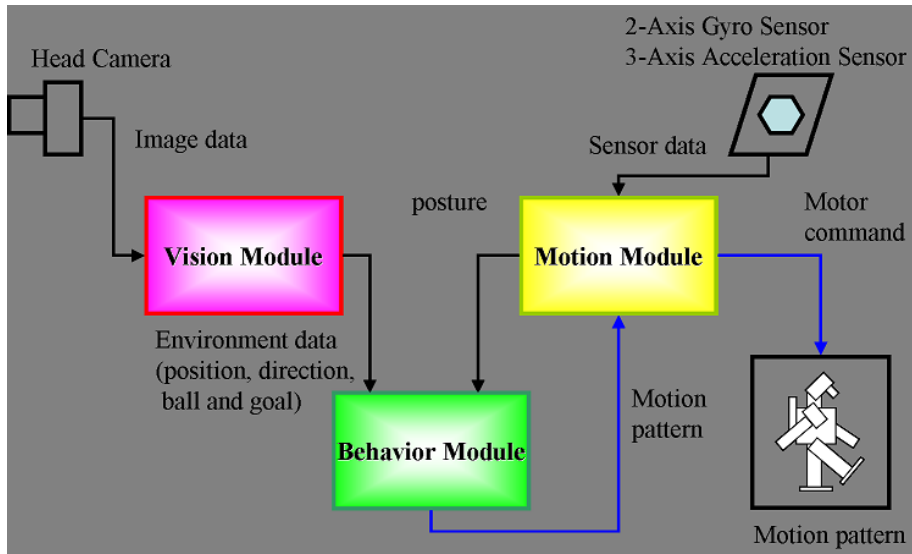 2-Axis Gyro Sensor
3-Axis Acceleration Sensor
Head Camera
Image data
Sensor data
posture
Motor
command
Vision Module
Motion Module
Environment data
(position, direction,
ball and goal)
Motion
pattern
Behavior Module
Motion pattern